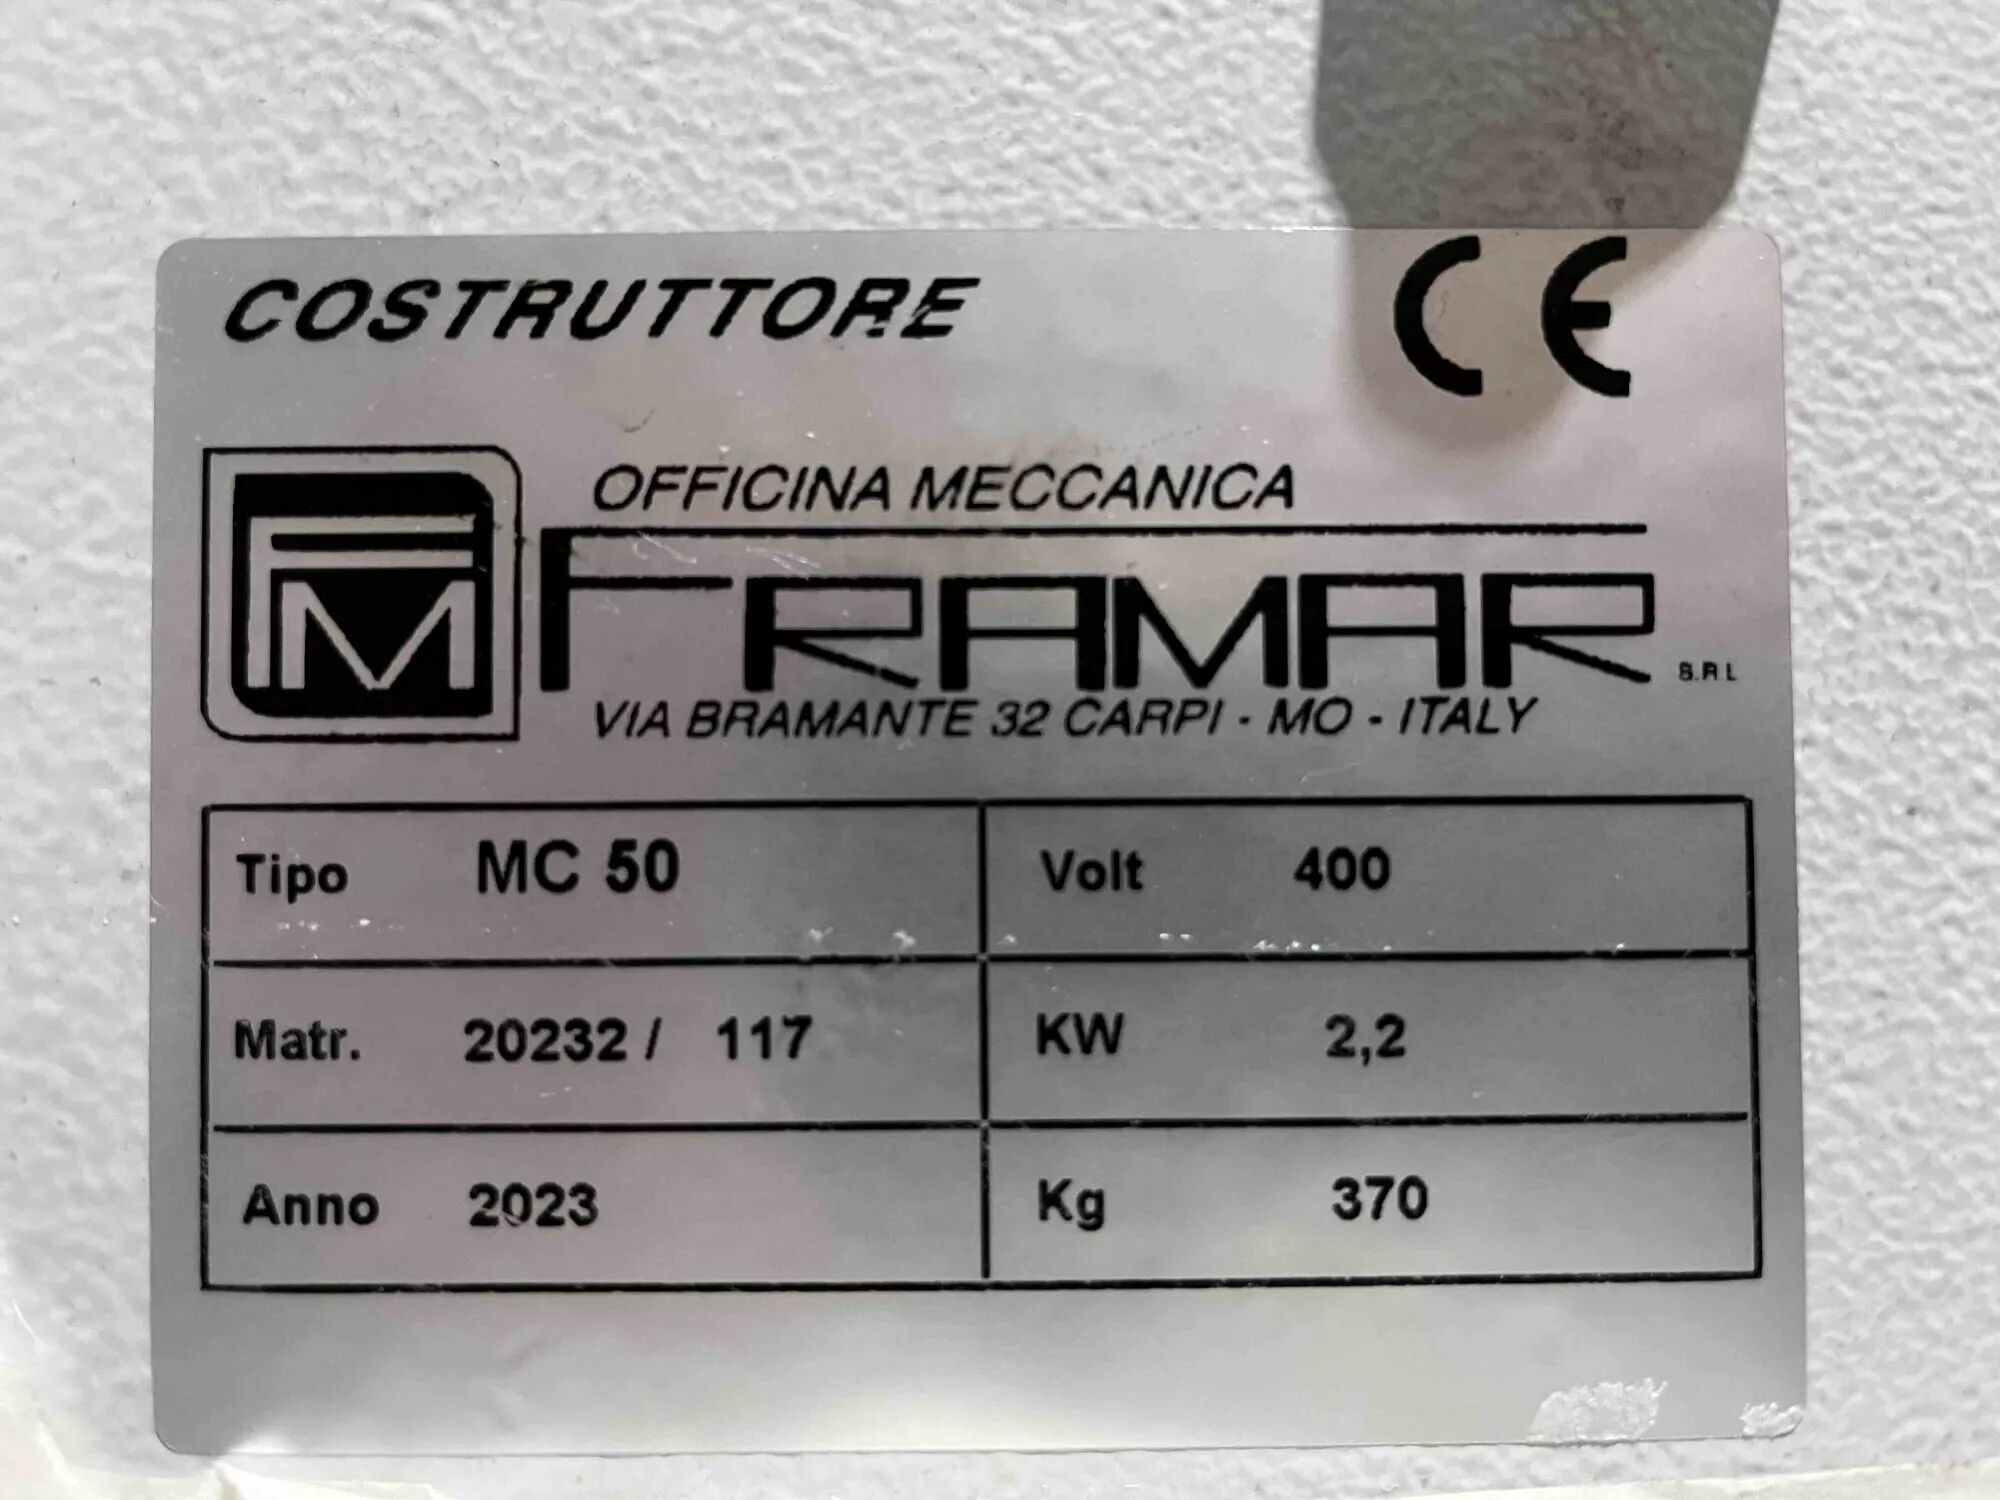 COSTRUTTORE CE
FM
OFFICINA MECCANICA
FRAMAR S.R L
VIA BRAMANTE 32 CARPI - MO - ITALY
Tipo MC 50 Volt 400
Matr. 20232 / 117 KW 2,2
Anno 2023 Kg 370